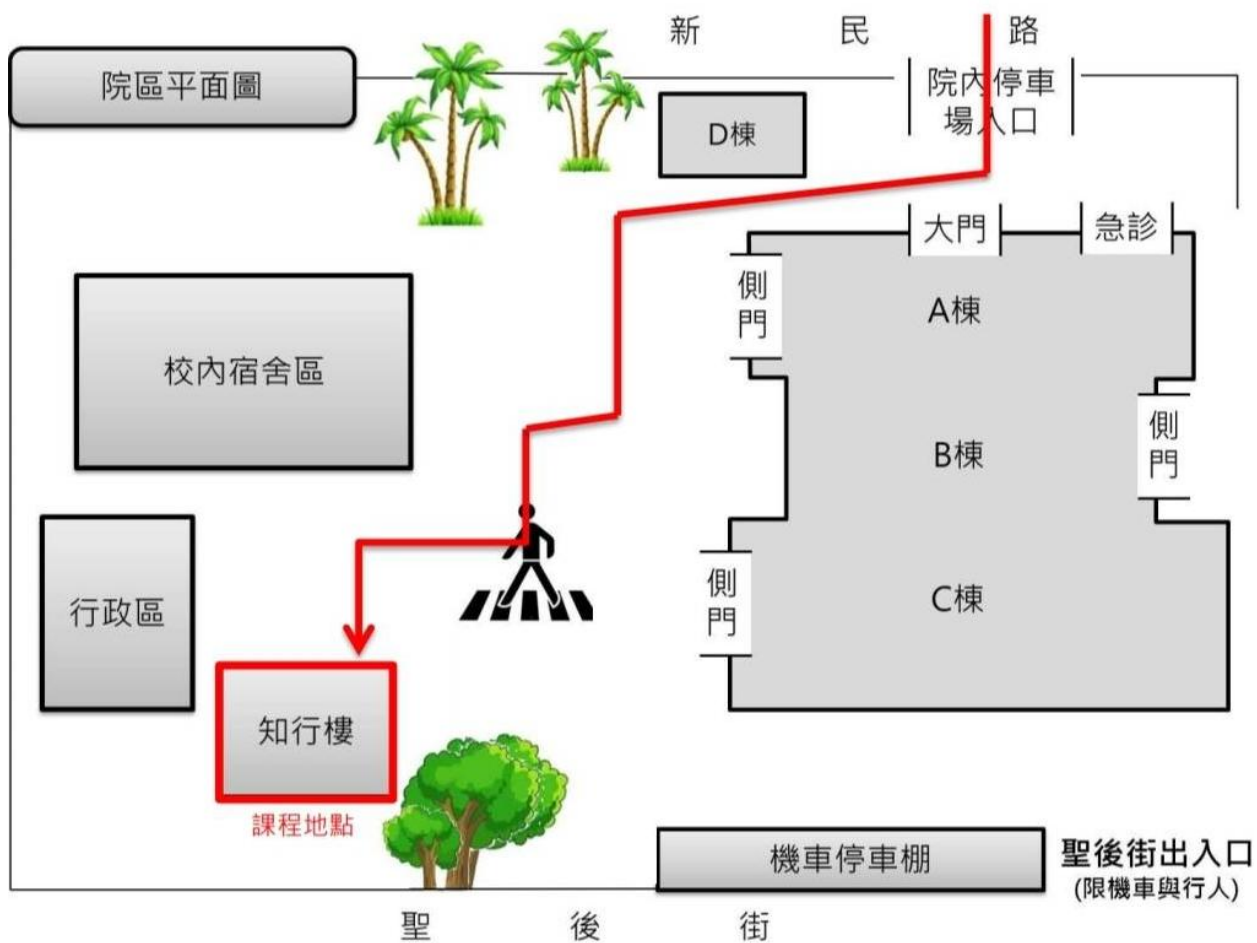 新民路
院區平面圖
院內停車
場入口
D棟
大門
急診
側
門
A棟
校內宿舍區
側
門
B棟
行政區
側
門
C棟
知行樓
課程地點
機車停車棚
聖後街出入口
(限機車與行人)
聖後街